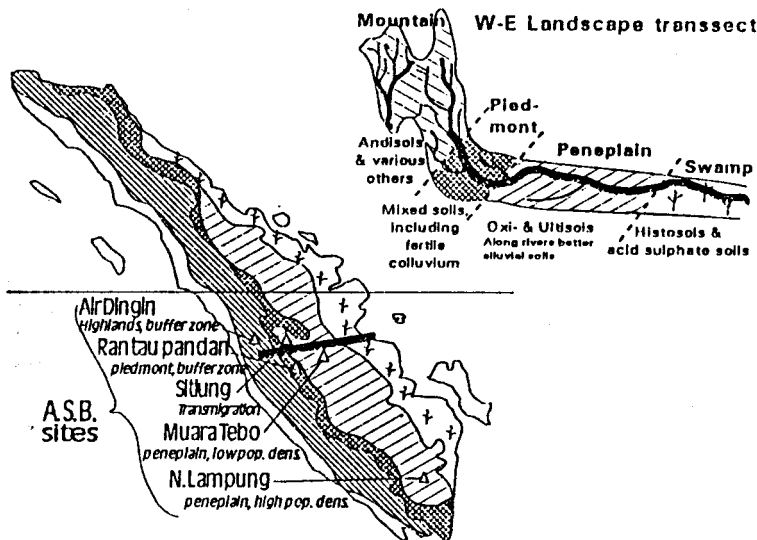 Mountain
W-E Landscape transsect
Pied-
mont
Peneplain
Swamp
Andisols
& various
others
Mixed soils,
including
fertile
colluvium
Oxi- & Ultisols
Along rivers better
alluvial soils
Histosols &
acid sulphate soils
AirDingin
Highlands, buffer zone
Rantau pandan
piedmont, buffer zone
Sitiung
Transmigration
A.S.B.
sites
Muara Tebo
peneplain, low pop. dens.
N.Lampung
peneplain, high pop. dens.